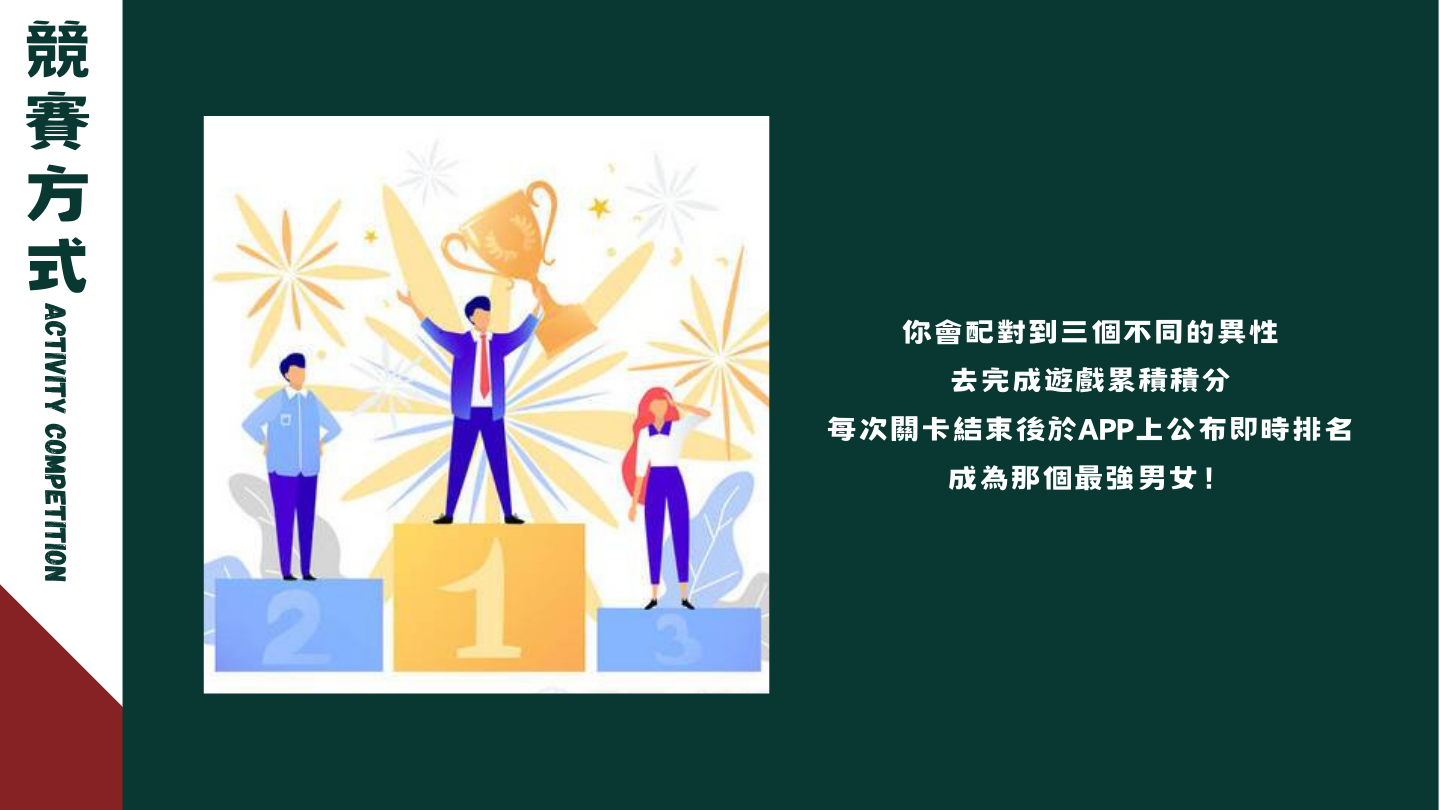 競賽方式
ACTIVITY COMPETITION
2
1
3
你會配對到三個不同的異性
去完成遊戲累積積分
每次關卡結束後於APP上公布即時排名
成為那個最強男女！